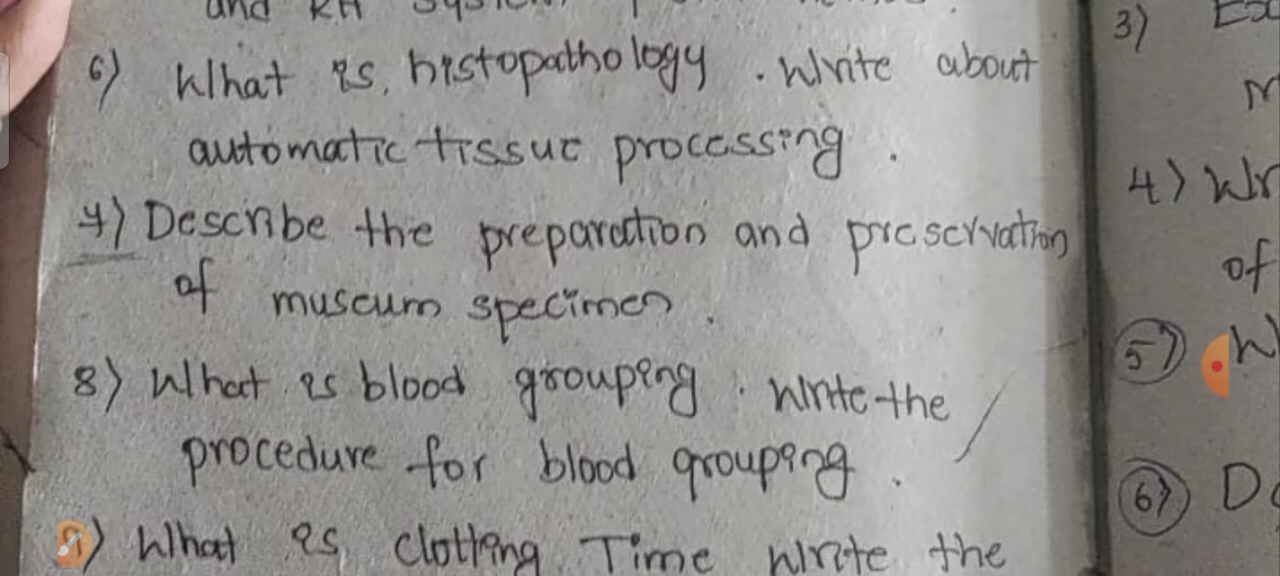 and RH
6) What is histopathology. Write about
automatic tissue processing.
7) Describe the preparation and preservation
of museum specimen.
8) What is blood grouping. Write the
procedure for blood grouping.
9) What is clotting Time Write the
3)
4) Wr
of
5) W
6)